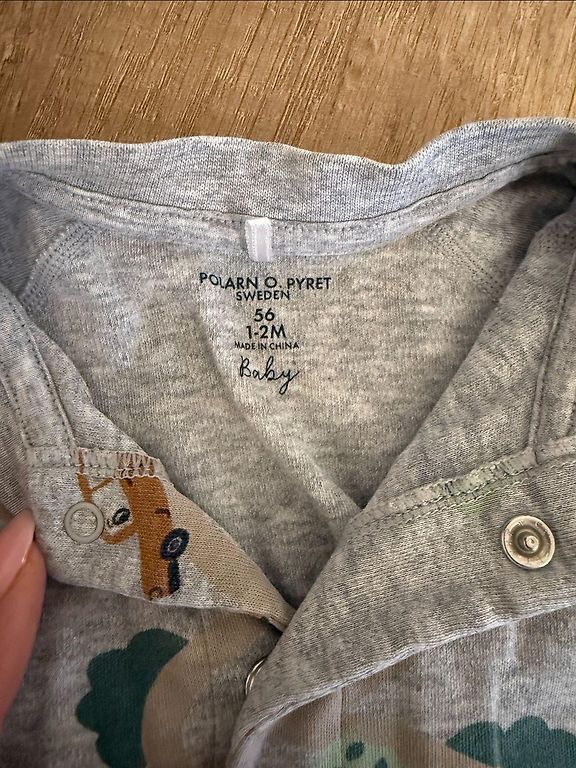 POLARN O. PYRET
SWEDEN
56
1-2M
MADE IN CHINA
Baby